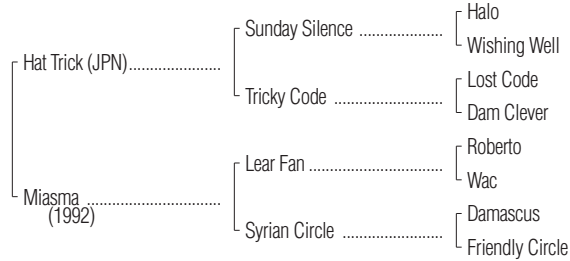 Halo
Sunday Silence ....................
Wishing Well
Hat Trick (JPN)......................
Lost Code
Tricky Code ..........................
Dam Clever
Roberto
Lear Fan ................................
Wac
Miasma ................................
(1992)
Damascus
Syrian Circle ........................
Friendly Circle